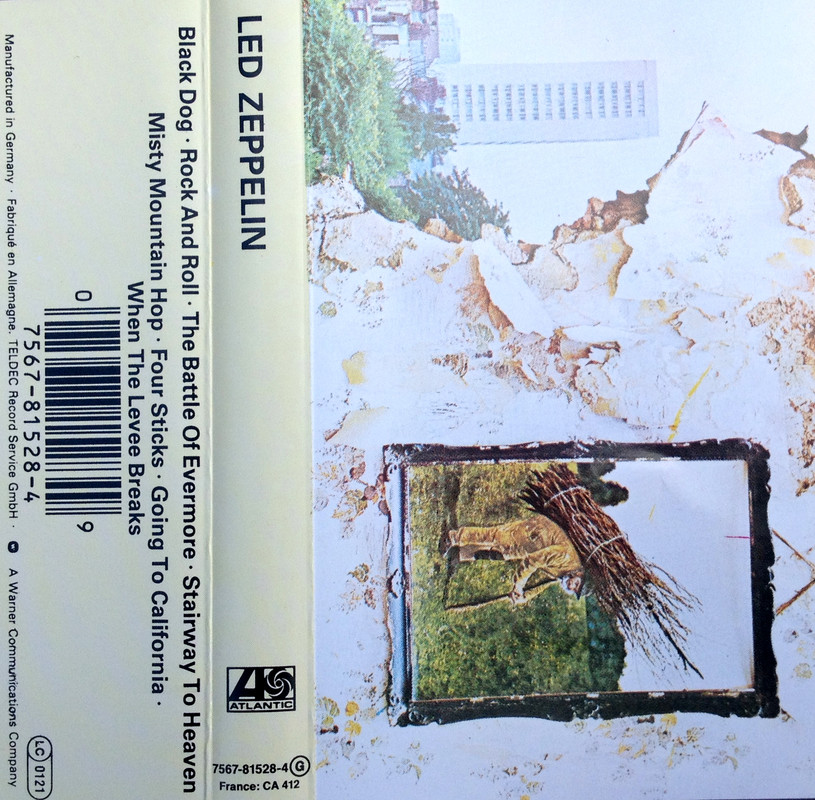 LED ZEPPELIN
ATLANTIC
7567-81528-4 G
France: CA 412
Black Dog · Rock And Roll · The Battle Of Evermore · Stairway To Heaven
Misty Mountain Hop · Four Sticks · Going To California ·
When The Levee Breaks
0
9
7567-81528-4
Manufactured in Germany · Fabriqué en Allemagne, TELDEC Record Service GmbH · A Warner Communications Company
LC 0121